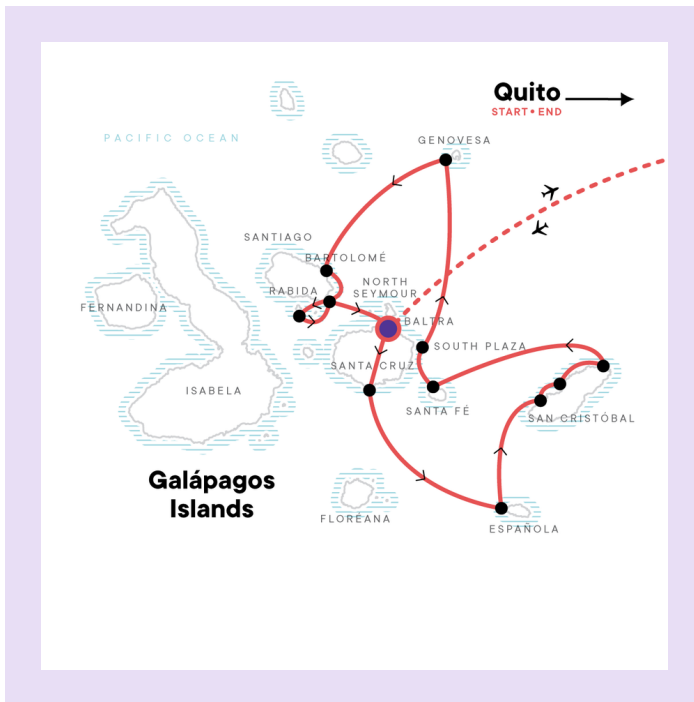 Quito
START • END
PACIFIC OCEAN
GENOVESA
SANTIAGO
BARTOLOMÉ
NORTH
SEYMOUR
RABIDA
FERNANDINA
BALTRA
SOUTH PLAZA
SANTA CRUZ
ISABELA
SANTA FÉ
SAN CRISTÓBAL
Galápagos
Islands
FLOREANA
ESPAÑOLA